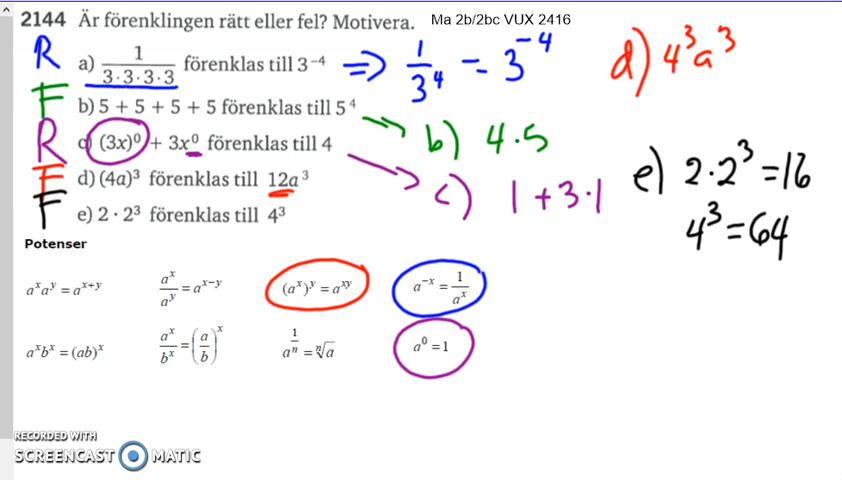 2144 Är förenklingen rätt eller fel? Motivera. Ma 2b/2bc VUX 2416
R a) 1/(3·3·3·3) förenklas till 3⁻⁴ ⇒ 1/3⁴ = 3⁻⁴
d) 4³a³
F b) 5 + 5 + 5 + 5 förenklas till 5⁴
b) 4·5
R c) (3x)⁰ + 3x⁰ förenklas till 4
c) 1 + 3·1
F d) (4a)³ förenklas till 12a³
e) 2·2³ = 16
F e) 2 · 2³ förenklas till 4³
4³ = 64
Potenser
aˣaʸ = aˣ⁺ʸ
aˣ/aʸ = aˣ⁻ʸ
(aˣ)ʸ = aˣʸ
a⁻ˣ = 1/aˣ
aˣbˣ = (ab)ˣ
aˣ/bˣ = (a/b)ˣ
a^(1/n) = ⁿ√a
a⁰ = 1
RECORDED WITH
SCREENCAST MATIC